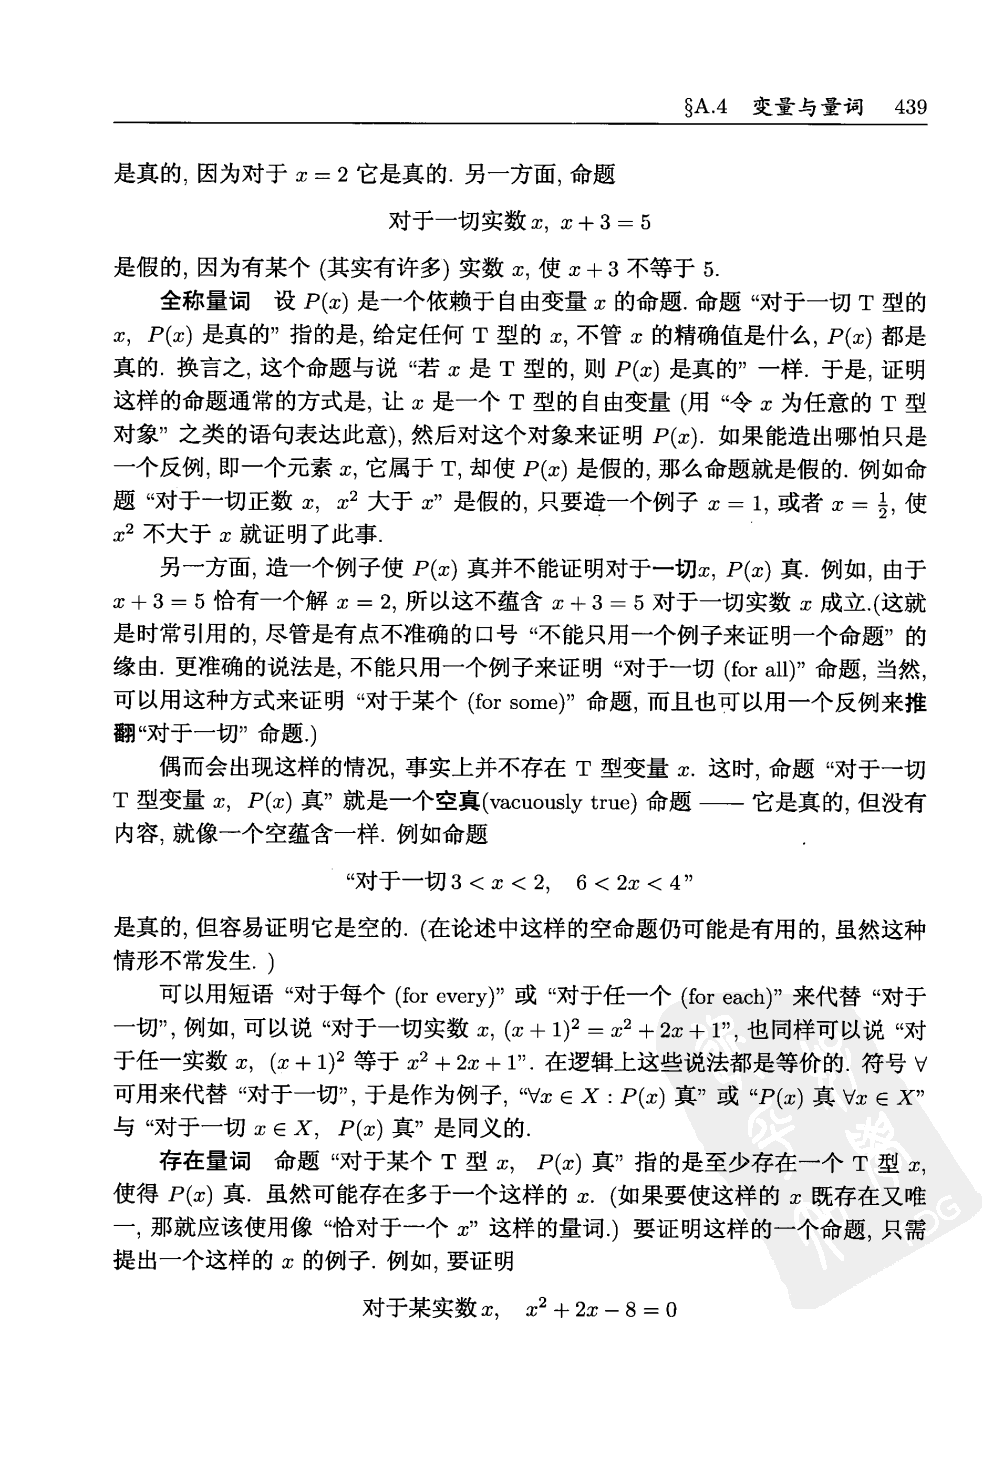 §A.4 变量与量词 439
是真的, 因为对于 x = 2 它是真的. 另一方面, 命题
对于一切实数 x, x + 3 = 5
是假的, 因为有某个 (其实有许多) 实数 x, 使 x + 3 不等于 5.
全称量词 设 P(x) 是一个依赖于自由变量 x 的命题. 命题 “对于一切 T 型的
x, P(x) 是真的” 指的是, 给定任何 T 型的 x, 不管 x 的精确值是什么, P(x) 都是
真的. 换言之, 这个命题与说 “若 x 是 T 型的, 则 P(x) 是真的” 一样. 于是, 证明
这样的命题通常的方式是, 让 x 是一个 T 型的自由变量 (用 “令 x 为任意的 T 型
对象” 之类的语句表达此意), 然后对这个对象来证明 P(x). 如果能造出哪怕只是
一个反例, 即一个元素 x, 它属于 T, 却使 P(x) 是假的, 那么命题就是假的. 例如命
题 “对于一切正数 x, x² 大于 x” 是假的, 只要造一个例子 x = 1, 或者 x = ½, 使
x² 不大于 x 就证明了此事.
另一方面, 造一个例子使 P(x) 真并不能证明对于一切x, P(x) 真. 例如, 由于
x + 3 = 5 恰有一个解 x = 2, 所以这不蕴含 x + 3 = 5 对于一切实数 x 成立.(这就
是时常引用的, 尽管是有点不准确的口号 “不能只用一个例子来证明一个命题” 的
缘由. 更准确的说法是, 不能只用一个例子来证明 “对于一切 (for all)” 命题, 当然,
可以用这种方式来证明 “对于某个 (for some)” 命题, 而且也可以用一个反例来推
翻“对于一切” 命题.)
偶而会出现这样的情况, 事实上并不存在 T 型变量 x. 这时, 命题 “对于一切
T 型变量 x, P(x) 真” 就是一个空真(vacuously true) 命题 —— 它是真的, 但没有
内容, 就像一个空蕴含一样. 例如命题
“对于一切 3 < x < 2, 6 < 2x < 4”
是真的, 但容易证明它是空的. (在论述中这样的空命题仍可能是有用的, 虽然这种
情形不常发生. )
可以用短语 “对于每个 (for every)” 或 “对于任一个 (for each)” 来代替 “对于
一切”, 例如, 可以说 “对于一切实数 x, (x + 1)² = x² + 2x + 1”, 也同样可以说 “对
于任一实数 x, (x + 1)² 等于 x² + 2x + 1”. 在逻辑上这些说法都是等价的. 符号 ∀
可用来代替 “对于一切”, 于是作为例子, “∀x ∈ X : P(x) 真” 或 “P(x) 真 ∀x ∈ X”
与 “对于一切 x ∈ X, P(x) 真” 是同义的.
存在量词 命题 “对于某个 T 型 x, P(x) 真” 指的是至少存在一个 T 型 x,
使得 P(x) 真. 虽然可能存在多于一个这样的 x. (如果要使这样的 x 既存在又唯
一, 那就应该使用像 “恰对于一个 x” 这样的量词.) 要证明这样的一个命题, 只需
提出一个这样的 x 的例子. 例如, 要证明
对于某实数 x, x² + 2x − 8 = 0